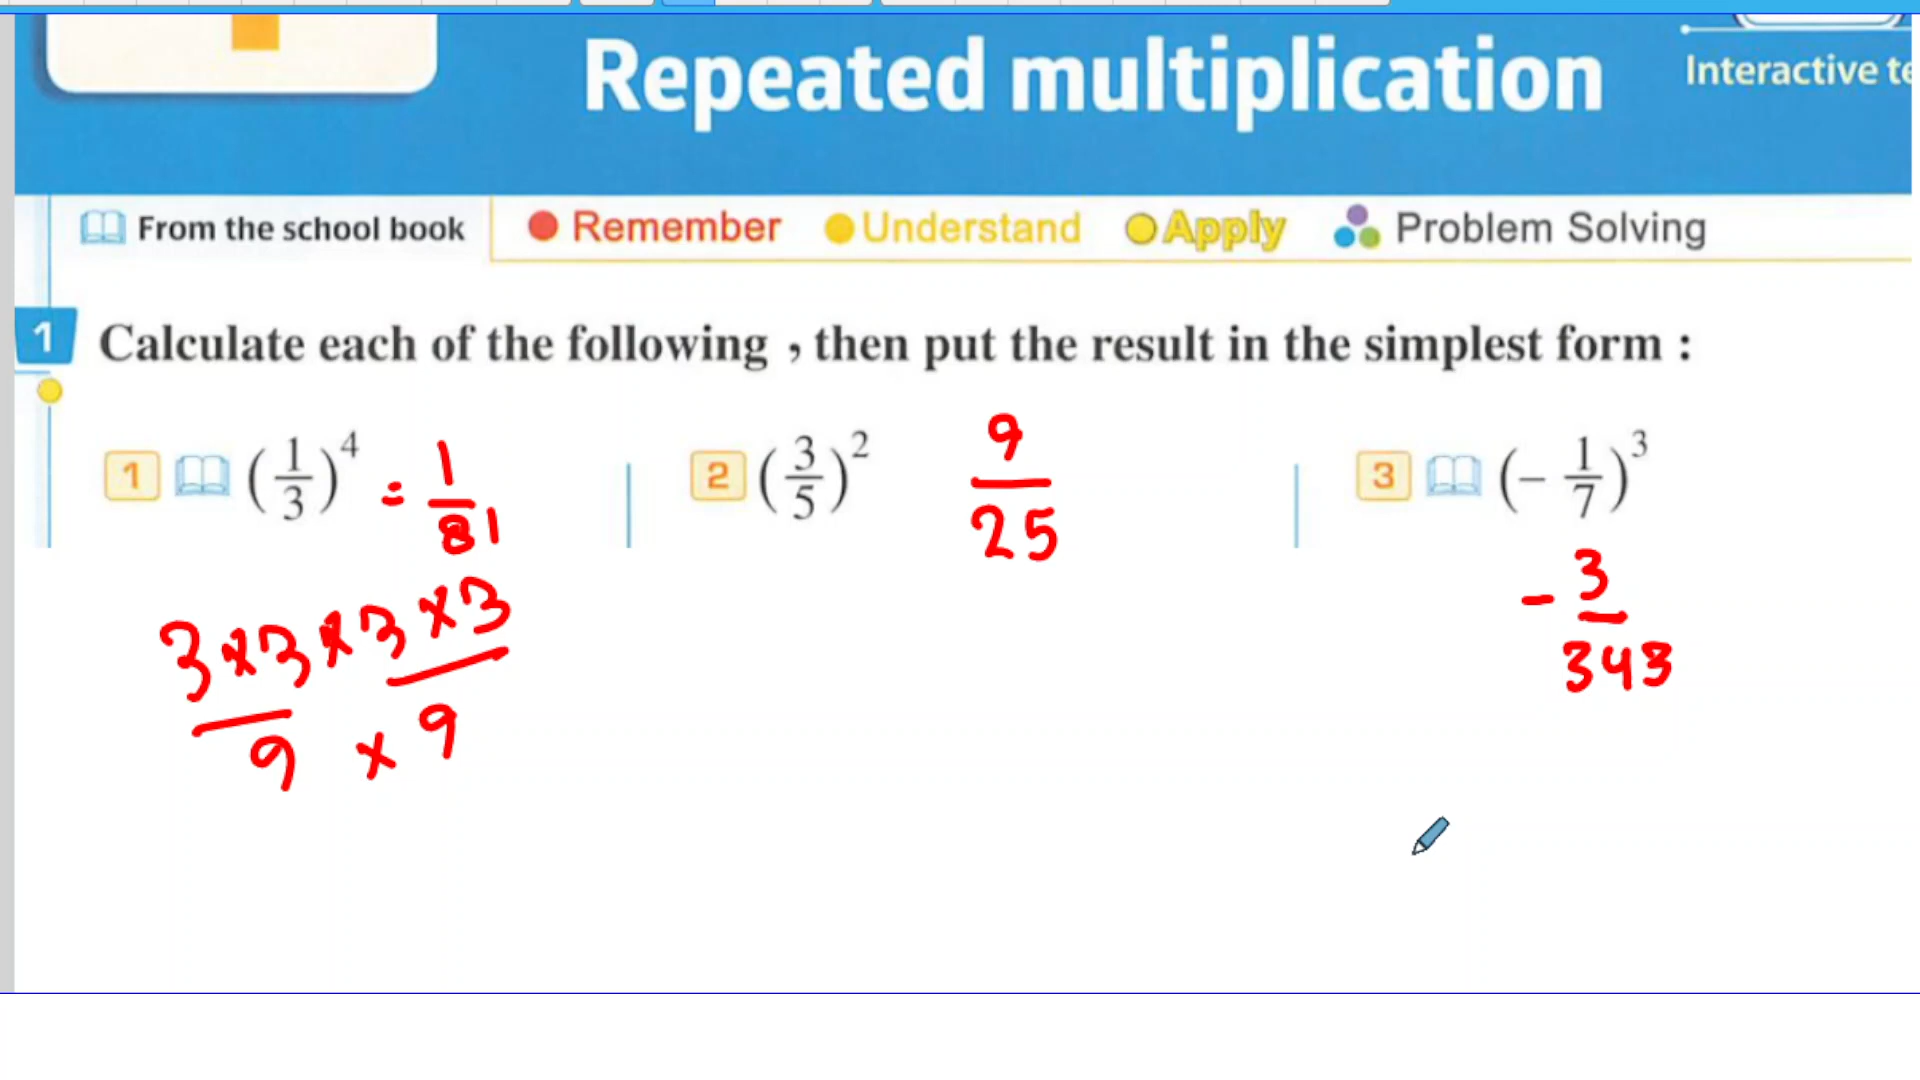 Repeated multiplication
Interactive te
From the school book
Remember
Understand
Apply
Problem Solving
1 Calculate each of the following , then put the result in the simplest form :
1 (1/3)^4 = 1/81
2 (3/5)^2 9/25
3 (- 1/7)^3
- 3/343
3 x 3 x 3 x 3
9 x 9